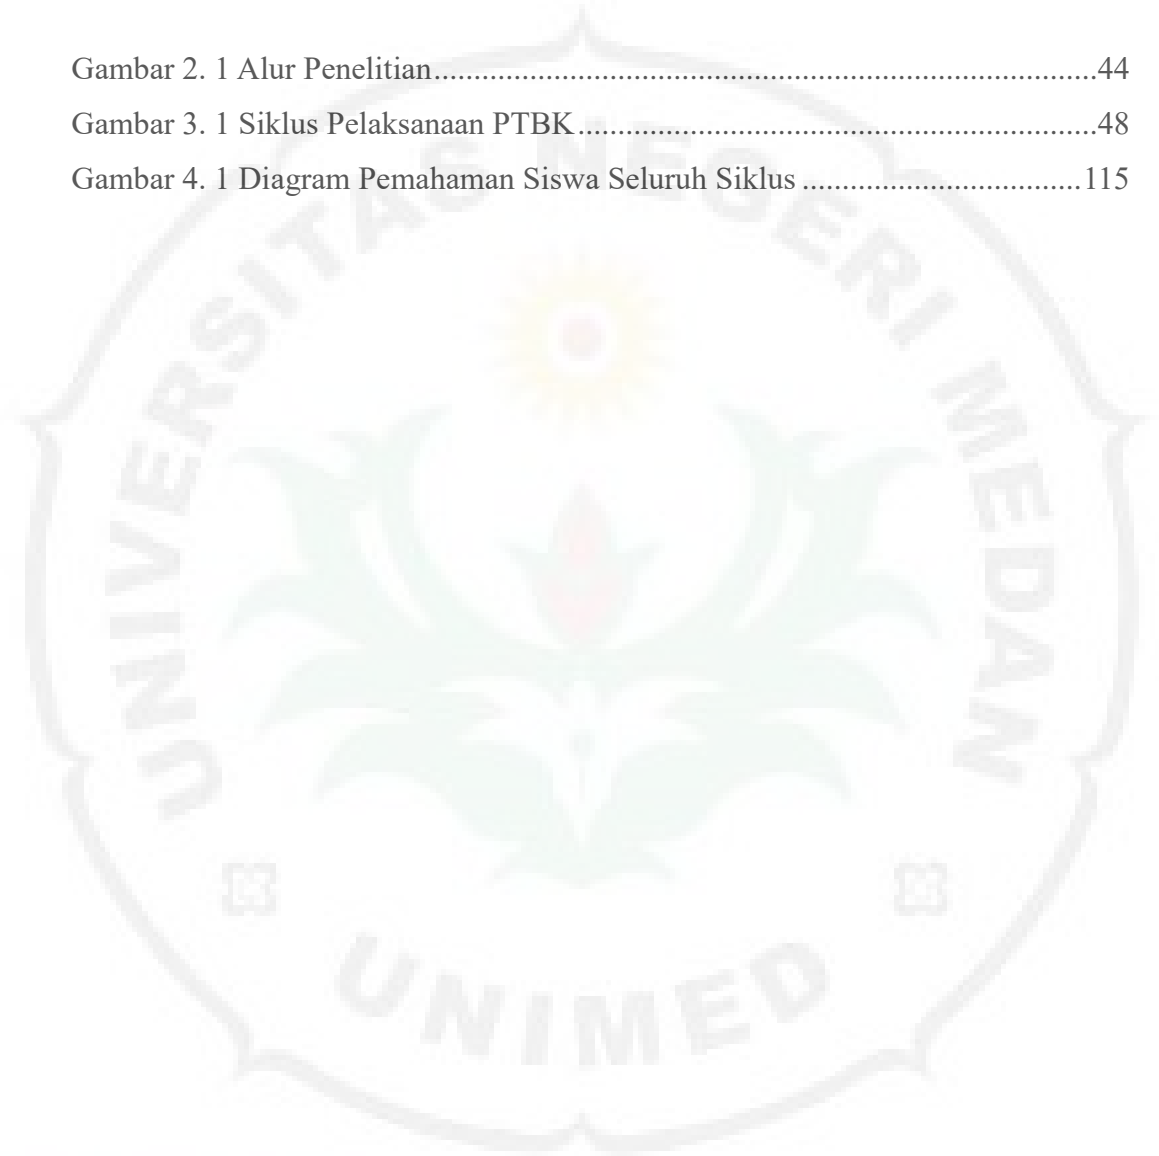 Gambar 2. 1 Alur Penelitian....................................................................................44
Gambar 3. 1 Siklus Pelaksanaan PTBK..................................................................48
Gambar 4. 1 Diagram Pemahaman Siswa Seluruh Siklus ...................................115
UNIVERSITAS NEGERI MEDAN
UNIMED